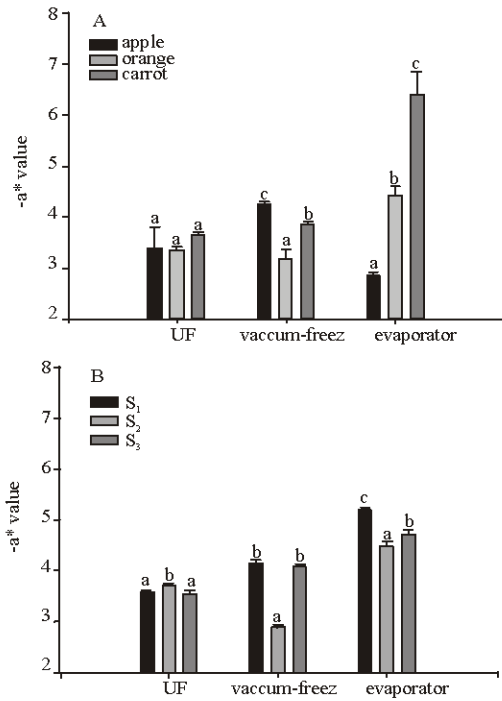 A
8
apple
orange
carrot
7
c
6
-a* value
5
b
c
a
a
a
b
4
a
a
3
2
UF
vaccum-freez
evaporator
B
8
S1
S2
S3
7
6
-a* value
c
5
a
b
b
b
a
b
a
4
a
3
2
UF
vaccum-freez
evaporator